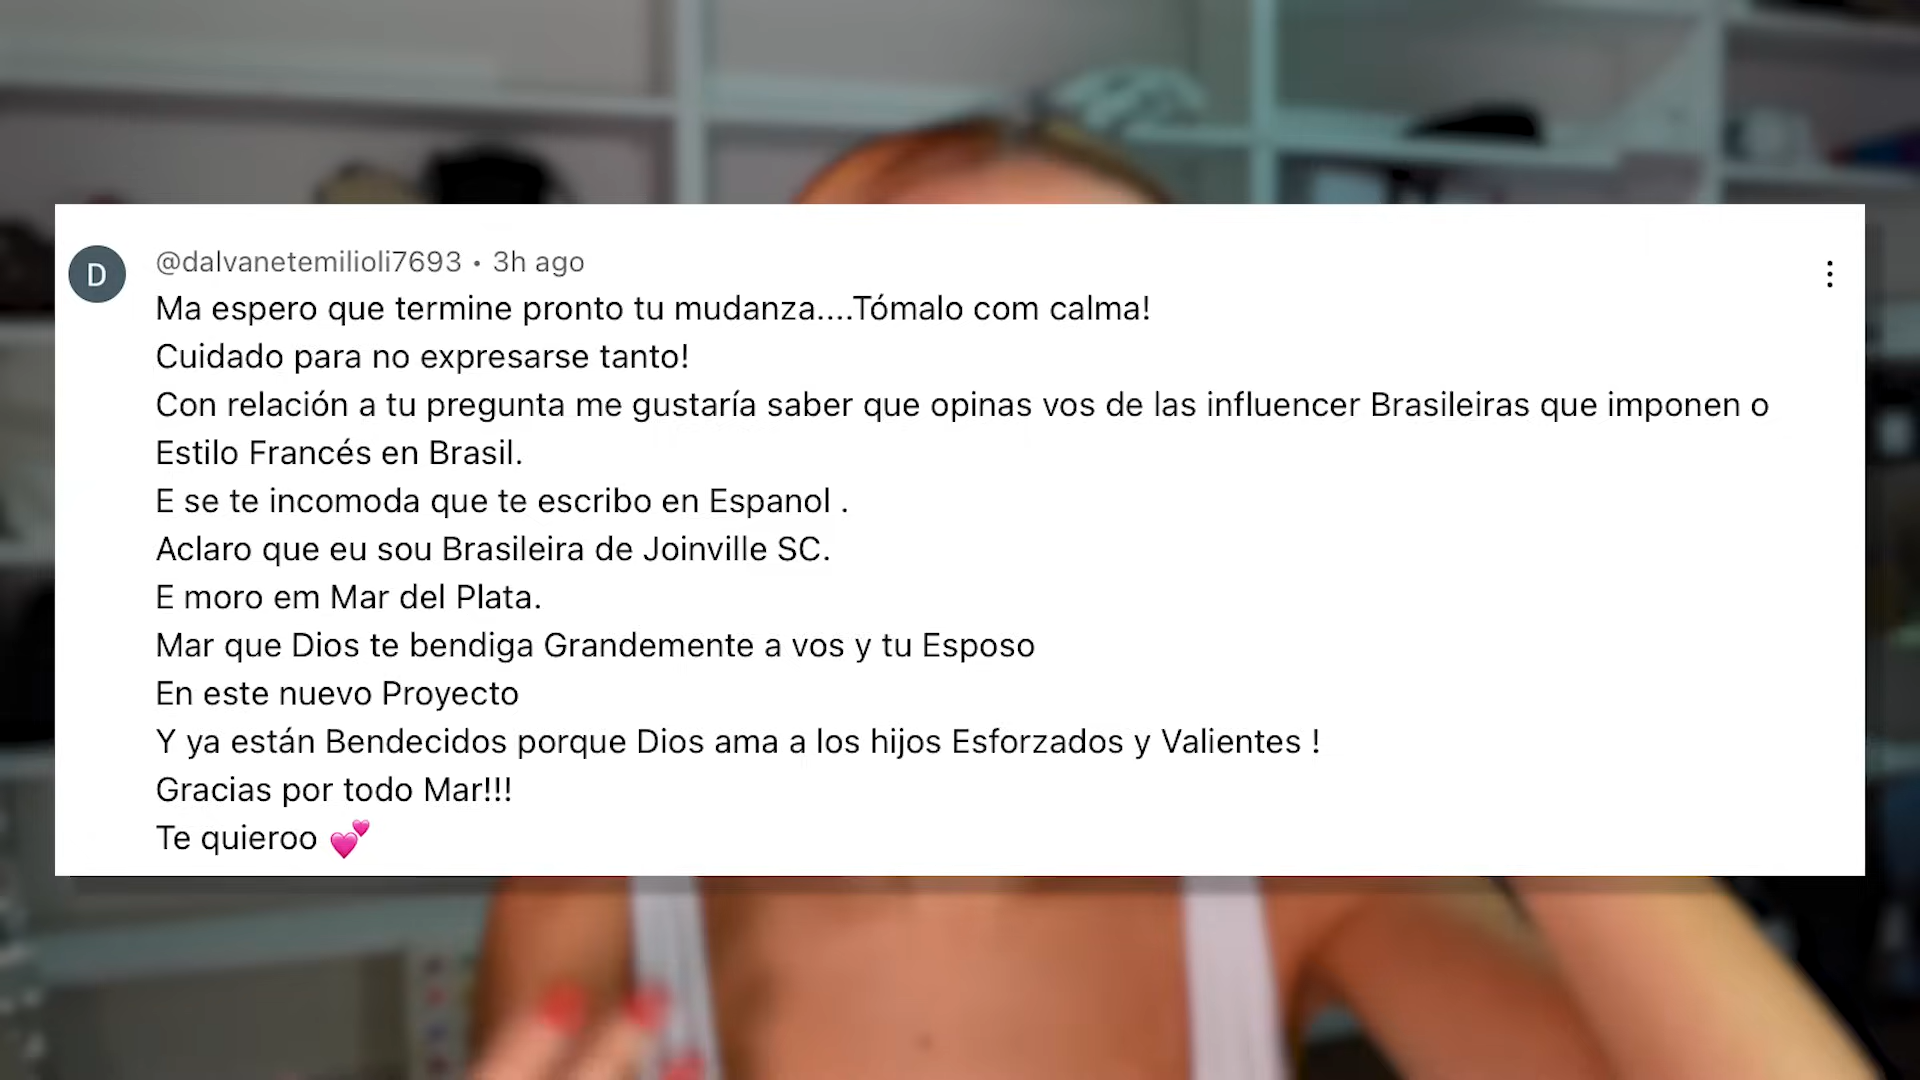 D
@dalvanetemilioli7693 • 3h ago
Ma espero que termine pronto tu mudanza....Tómalo com calma!
Cuidado para no expresarse tanto!
Con relación a tu pregunta me gustaría saber que opinas vos de las influencer Brasileiras que imponen o
Estilo Francés en Brasil.
E se te incomoda que te escribo en Espanol .
Aclaro que eu sou Brasileira de Joinville SC.
E moro em Mar del Plata.
Mar que Dios te bendiga Grandemente a vos y tu Esposo
En este nuevo Proyecto
Y ya están Bendecidos porque Dios ama a los hijos Esforzados y Valientes !
Gracias por todo Mar!!!
Te quieroo 💕